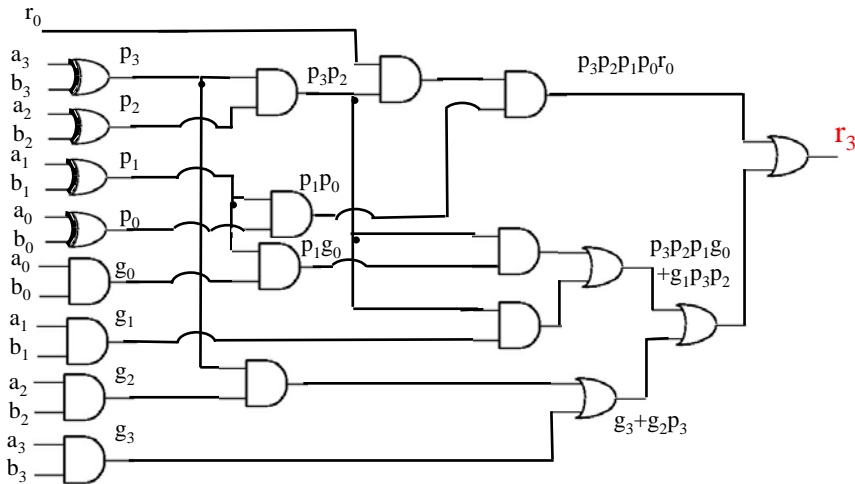 r₀
a₃
p₃
b₃
p₃p₂
p₃p₂p₁p₀r₀
a₂
p₂
b₂
r₃
a₁
p₁
b₁
p₁p₀
a₀
p₀
b₀
p₁g₀
a₀
g₀
b₀
p₃p₂p₁g₀
+g₁p₃p₂
a₁
g₁
b₁
a₂
g₂
b₂
g₃+g₂p₃
a₃
g₃
b₃